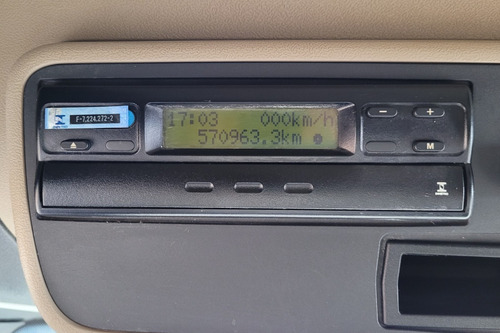 F-7.224.272-2
17:03 000km/h
570963.3km
− +
M